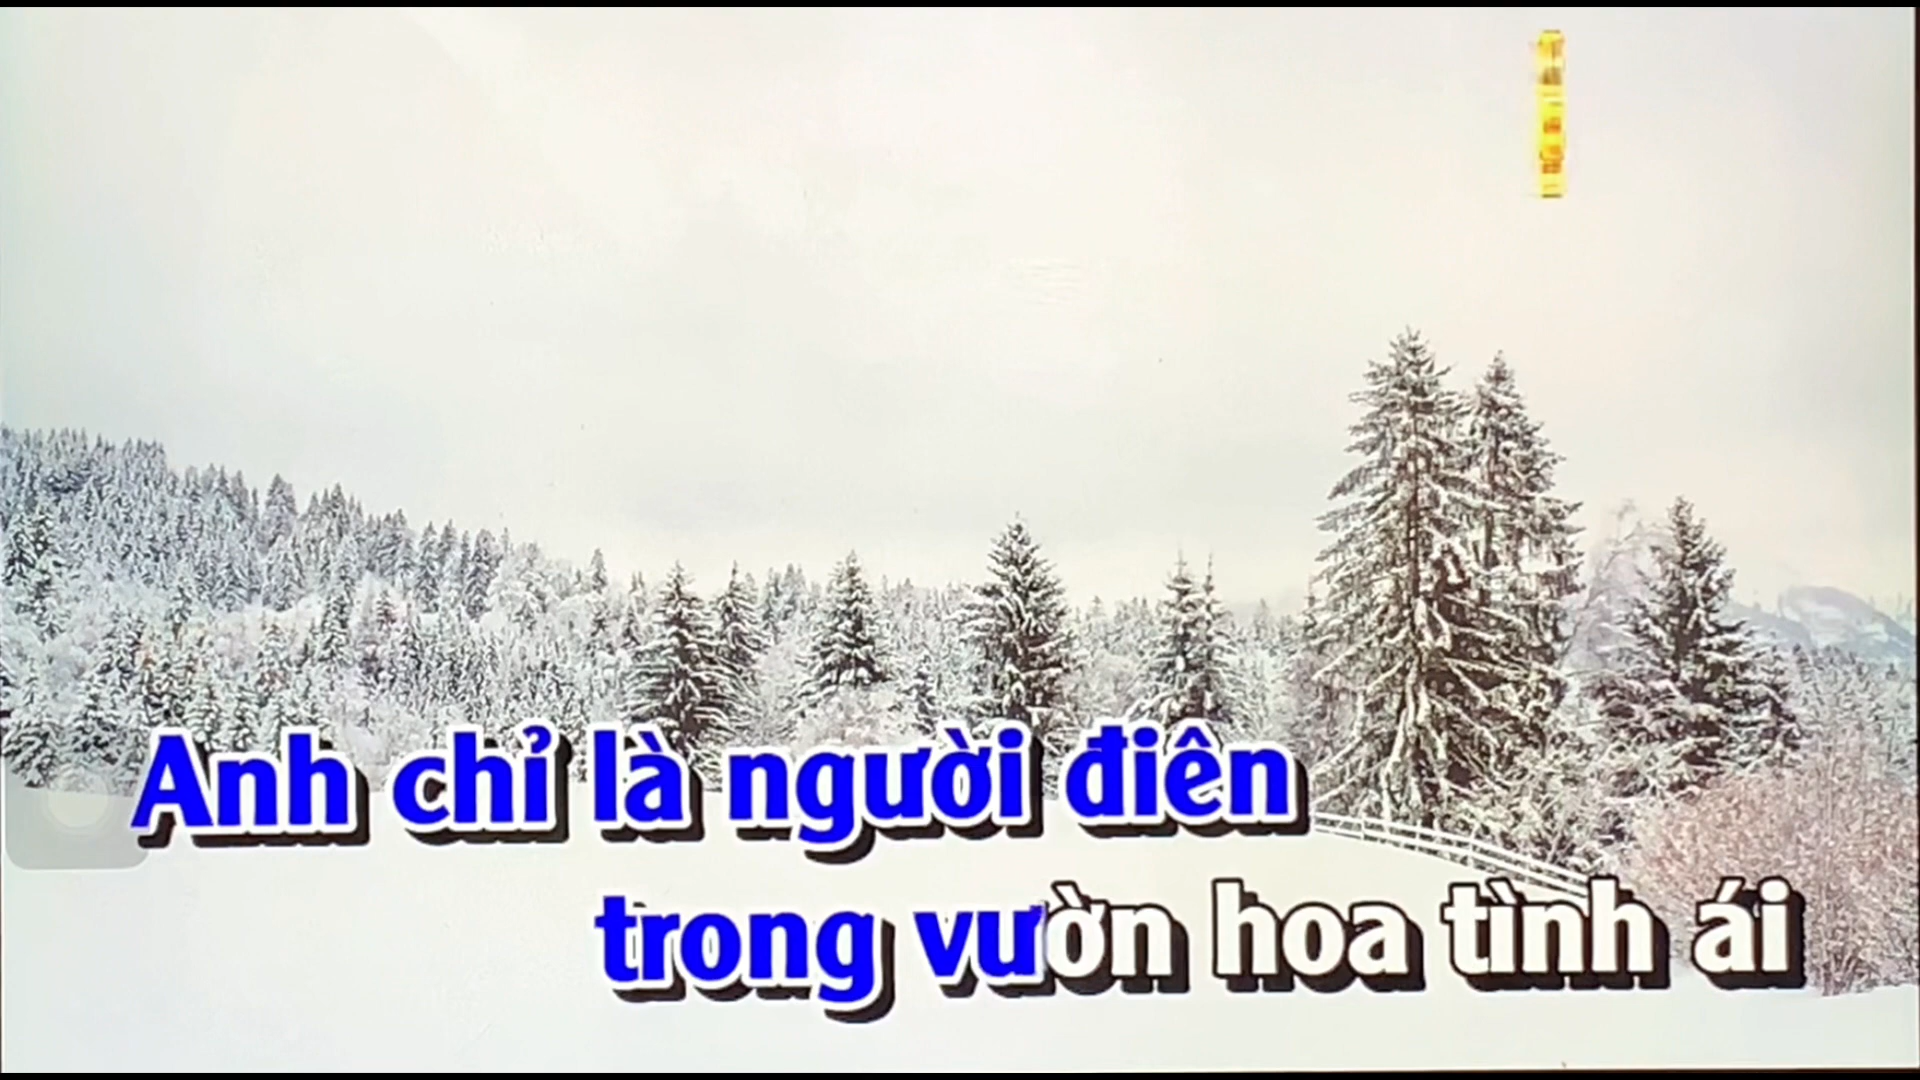 Anh chỉ là người điên
trong vườn hoa tình ái